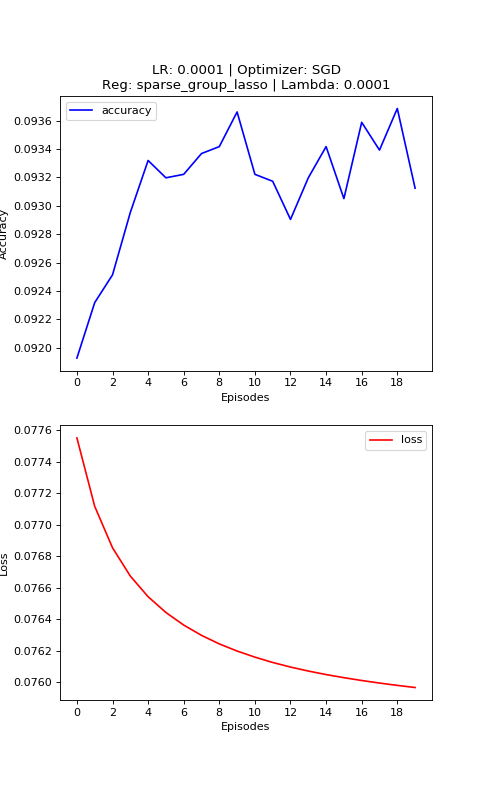 LR: 0.0001 | Optimizer: SGD
Reg: sparse_group_lasso | Lambda: 0.0001
accuracy
0.0936
0.0934
0.0932
0.0930
0.0928
0.0926
0.0924
0.0922
0.0920
Accuracy
0 2 4 6 8 10 12 14 16 18
Episodes
loss
0.0776
0.0774
0.0772
0.0770
0.0768
0.0766
0.0764
0.0762
0.0760
Loss
0 2 4 6 8 10 12 14 16 18
Episodes